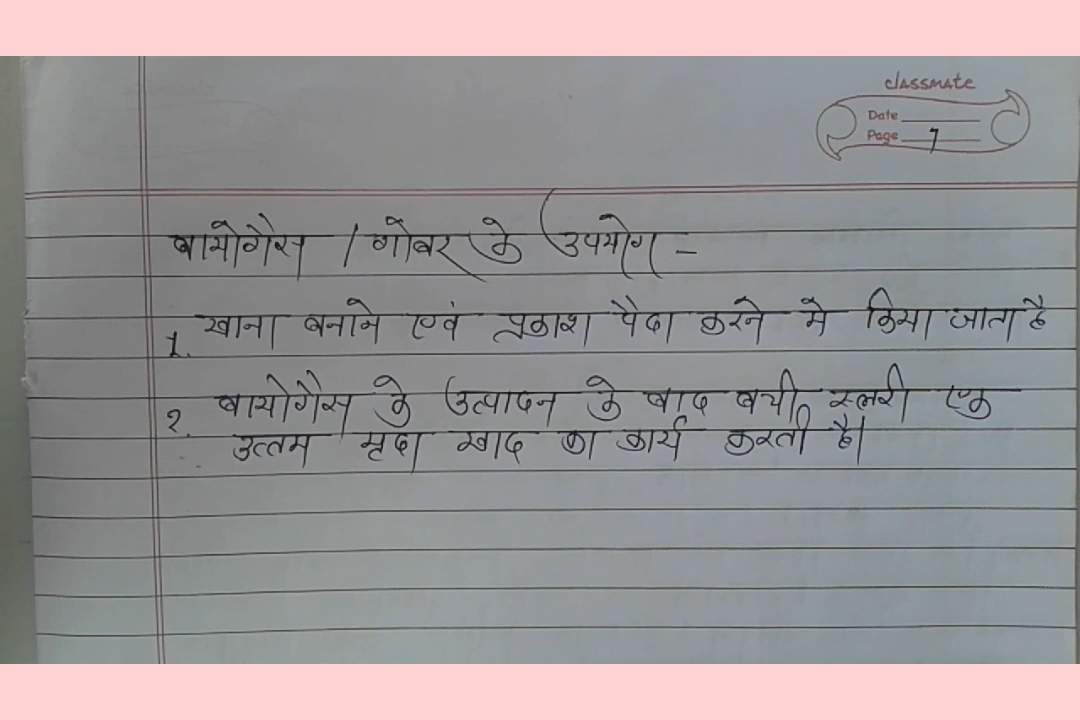 classmate
Date
Page 7
बायोगैस / गोबर के उपयोग -
1. खाना बनाने एवं प्रकाश पैदा करने मे किया जाता है
2. बायोगैस के उत्पादन के बाद बची स्लरी एक
उत्तम मृदा खाद का कार्य करती है।